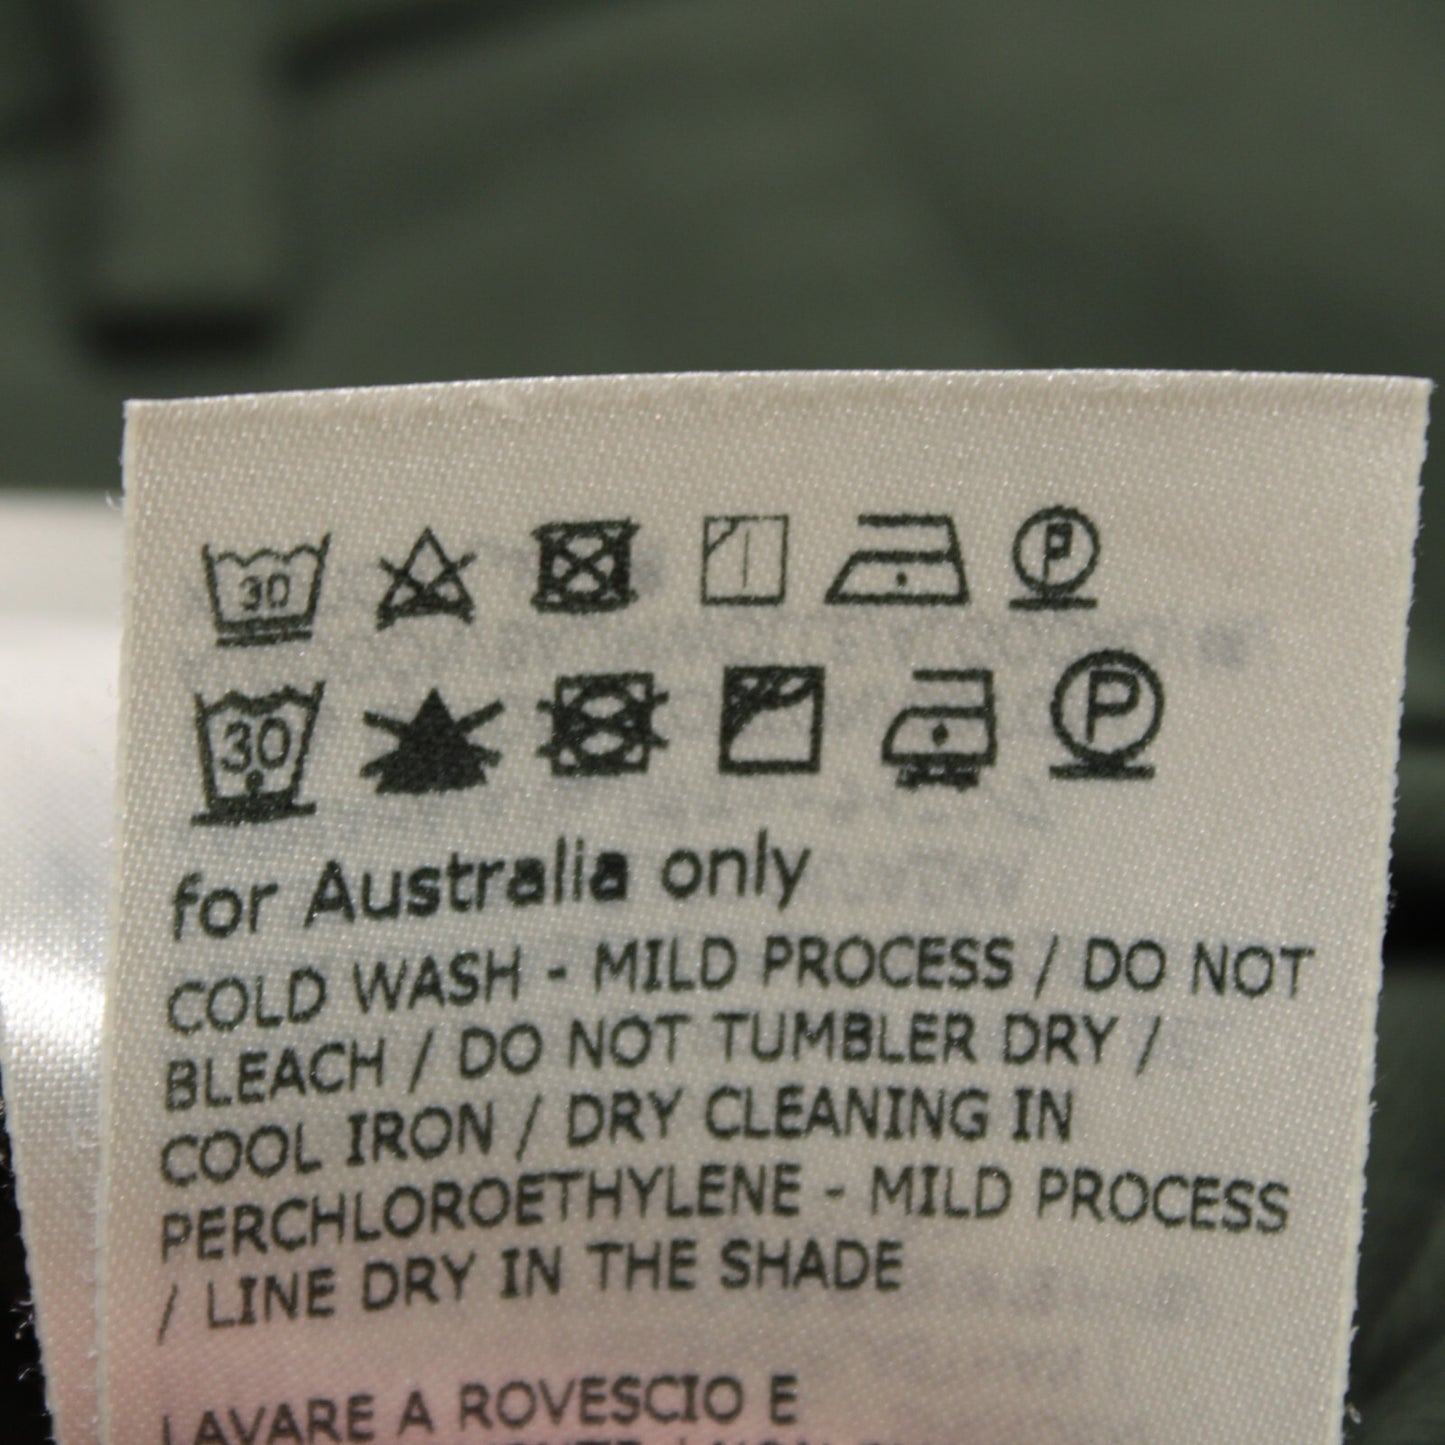 30 P
30 P
for Australia only
COLD WASH - MILD PROCESS / DO NOT
BLEACH / DO NOT TUMBLER DRY /
COOL IRON / DRY CLEANING IN
PERCHLOROETHYLENE - MILD PROCESS
/ LINE DRY IN THE SHADE
LAVARE A ROVESCIO E